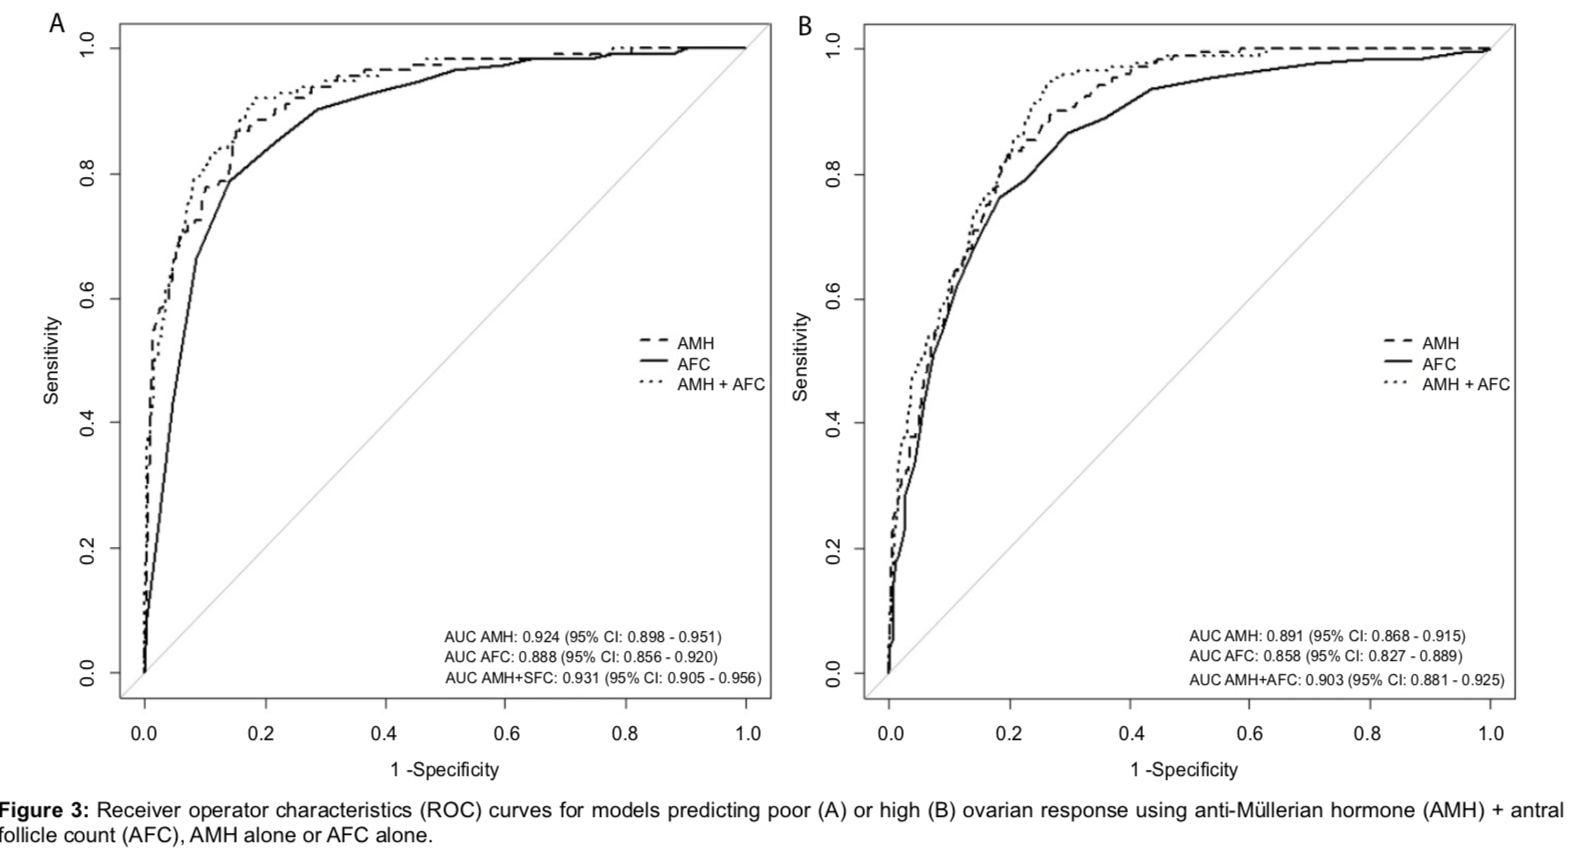 A
1.0
0.8
0.6
0.4
0.2
0.0
Sensitivity
AMH
AFC
AMH + AFC
AUC AMH: 0.924 (95% CI: 0.898 - 0.951)
AUC AFC: 0.888 (95% CI: 0.856 - 0.920)
AUC AMH+SFC: 0.931 (95% CI: 0.905 - 0.956)
0.0 0.2 0.4 0.6 0.8 1.0
1 -Specificity
B
1.0
0.8
0.6
0.4
0.2
0.0
Sensitivity
AMH
AFC
AMH + AFC
AUC AMH: 0.891 (95% CI: 0.868 - 0.915)
AUC AFC: 0.858 (95% CI: 0.827 - 0.889)
AUC AMH+AFC: 0.903 (95% CI: 0.881 - 0.925)
0.0 0.2 0.4 0.6 0.8 1.0
1 -Specificity
Figure 3: Receiver operator characteristics (ROC) curves for models predicting poor (A) or high (B) ovarian response using anti-Müllerian hormone (AMH) + antral
follicle count (AFC), AMH alone or AFC alone.